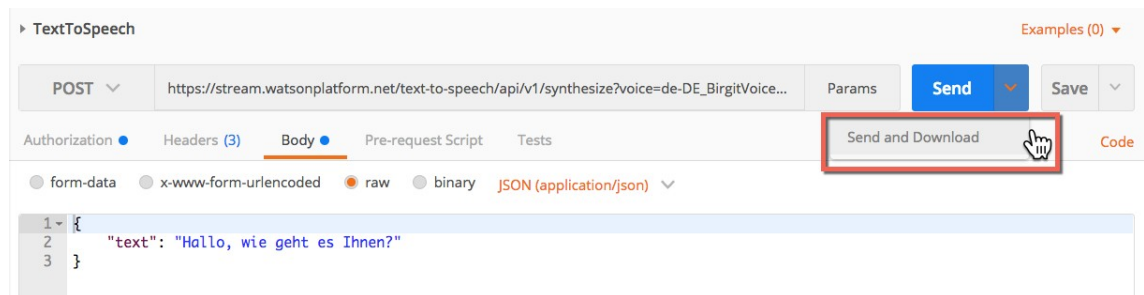 TextToSpeech Examples (0)
POST https://stream.watsonplatform.net/text-to-speech/api/v1/synthesize?voice=de-DE_BirgitVoice... Params Send Save
Authorization Headers (3) Body Pre-request Script Tests Send and Download Code
form-data x-www-form-urlencoded raw binary JSON (application/json)
1 {
2 "text": "Hallo, wie geht es Ihnen?"
3 }